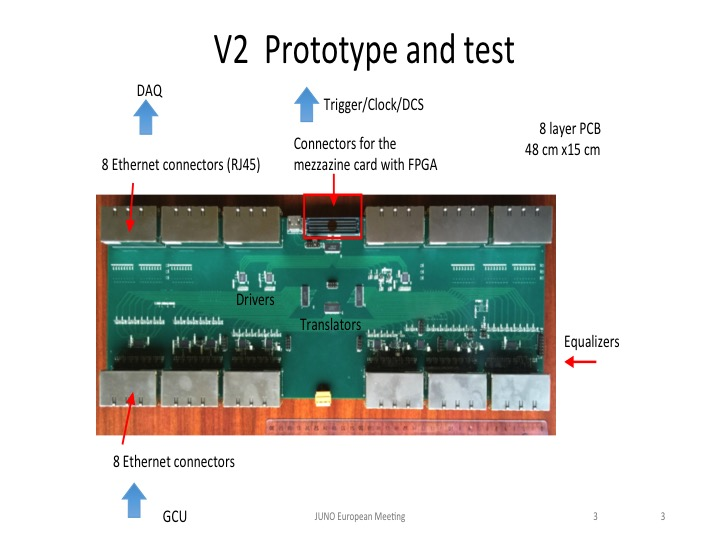 V2 Prototype and test
DAQ
Trigger/Clock/DCS
8 layer PCB
48 cm x15 cm
Connectors for the
mezzazine card with FPGA
8 Ethernet connectors (RJ45)
Drivers
Translators
Equalizers
8 Ethernet connectors
GCU
JUNO European Meeting
3
3